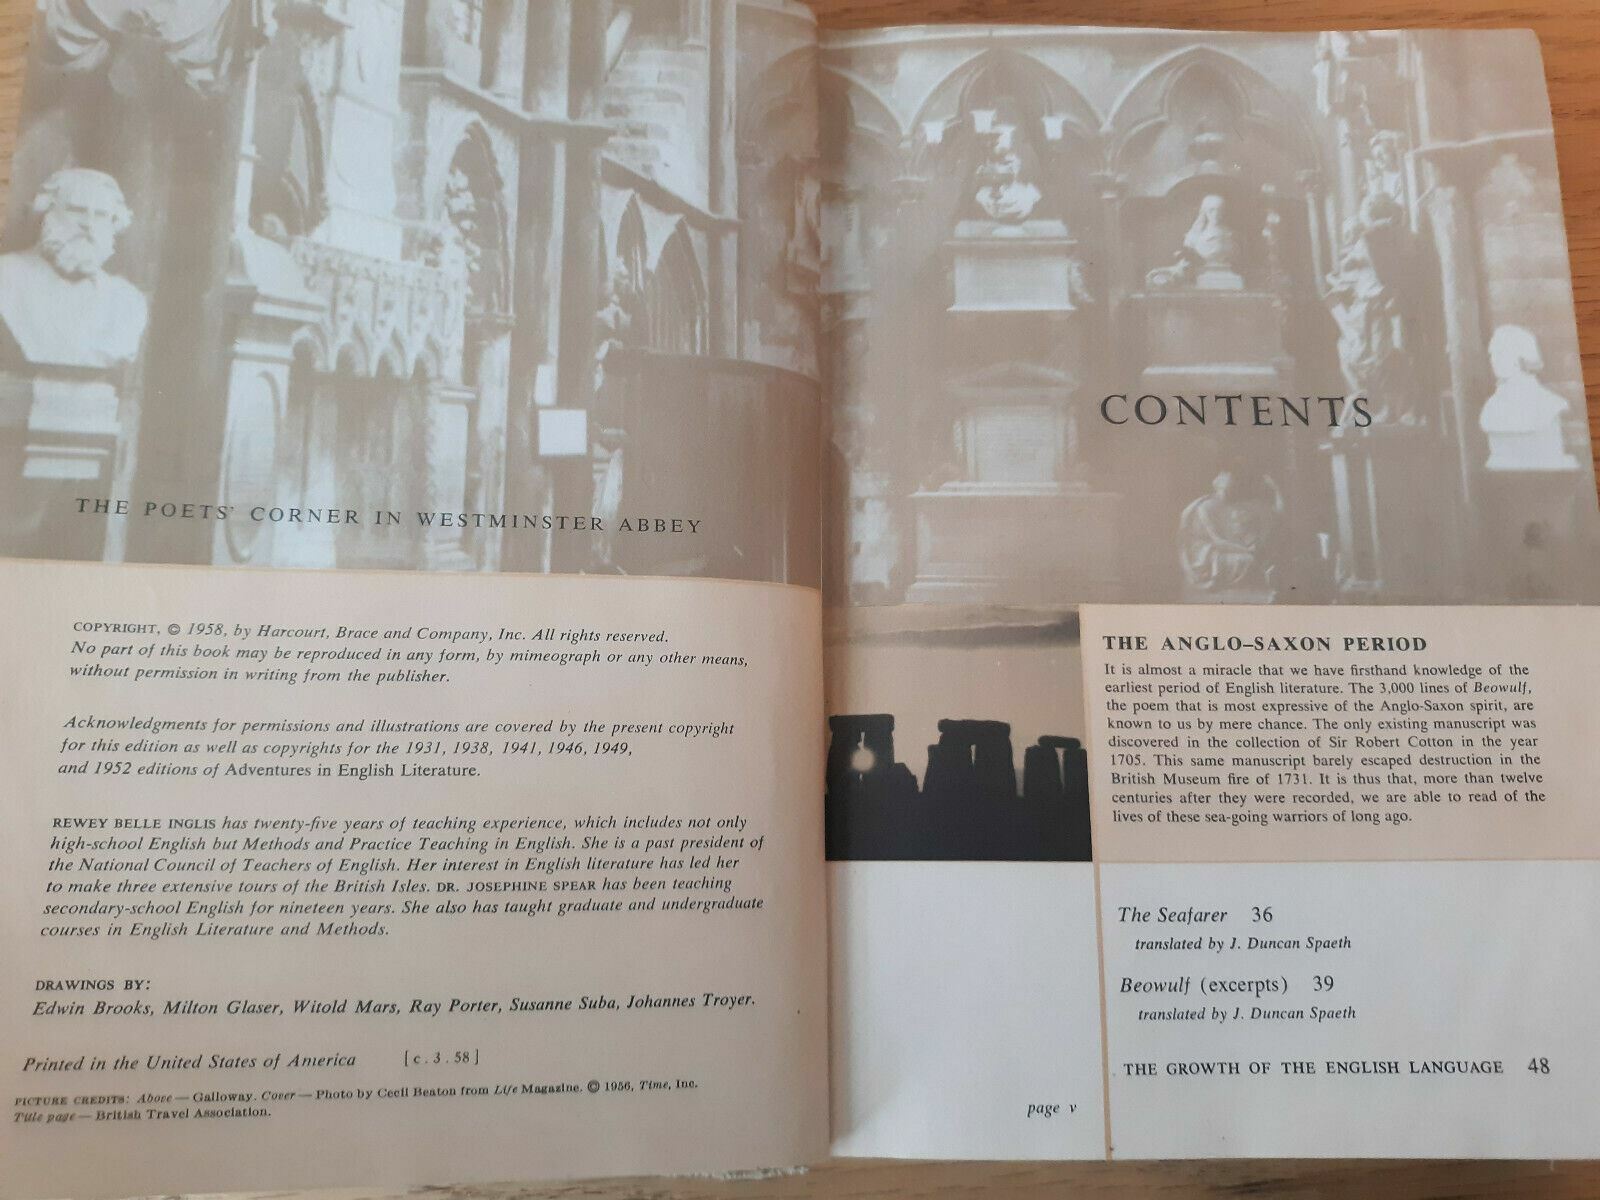 THE POETS' CORNER IN WESTMINSTER ABBEY
COPYRIGHT, © 1958, by Harcourt, Brace and Company, Inc. All rights reserved.
No part of this book may be reproduced in any form, by mimeograph or any other means,
without permission in writing from the publisher.
Acknowledgments for permissions and illustrations are covered by the present copyright
for this edition as well as copyrights for the 1931, 1938, 1941, 1946, 1949,
and 1952 editions of Adventures in English Literature.
REWEY BELLE INGLIS has twenty-five years of teaching experience, which includes not only
high-school English but Methods and Practice Teaching in English. She is a past president of
the National Council of Teachers of English. Her interest in English literature has led her
to make three extensive tours of the British Isles. DR. JOSEPHINE SPEAR has been teaching
secondary-school English for nineteen years. She also has taught graduate and undergraduate
courses in English Literature and Methods.
DRAWINGS BY:
Edwin Brooks, Milton Glaser, Witold Mars, Ray Porter, Susanne Suba, Johannes Troyer.
Printed in the United States of America [c.3.58]
PICTURE CREDITS: Above — Galloway. Cover — Photo by Cecil Beaton from Life Magazine. © 1956, Time, Inc.
Title page — British Travel Association.
CONTENTS
THE ANGLO-SAXON PERIOD
It is almost a miracle that we have firsthand knowledge of the
earliest period of English literature. The 3,000 lines of Beowulf,
the poem that is most expressive of the Anglo-Saxon spirit, are
known to us by mere chance. The only existing manuscript was
discovered in the collection of Sir Robert Cotton in the year
1705. This same manuscript barely escaped destruction in the
British Museum fire of 1731. It is thus that, more than twelve
centuries after they were recorded, we are able to read of the
lives of these sea-going warriors of long ago.
The Seafarer 36
translated by J. Duncan Spaeth
Beowulf (excerpts) 39
translated by J. Duncan Spaeth
THE GROWTH OF THE ENGLISH LANGUAGE 48
page v